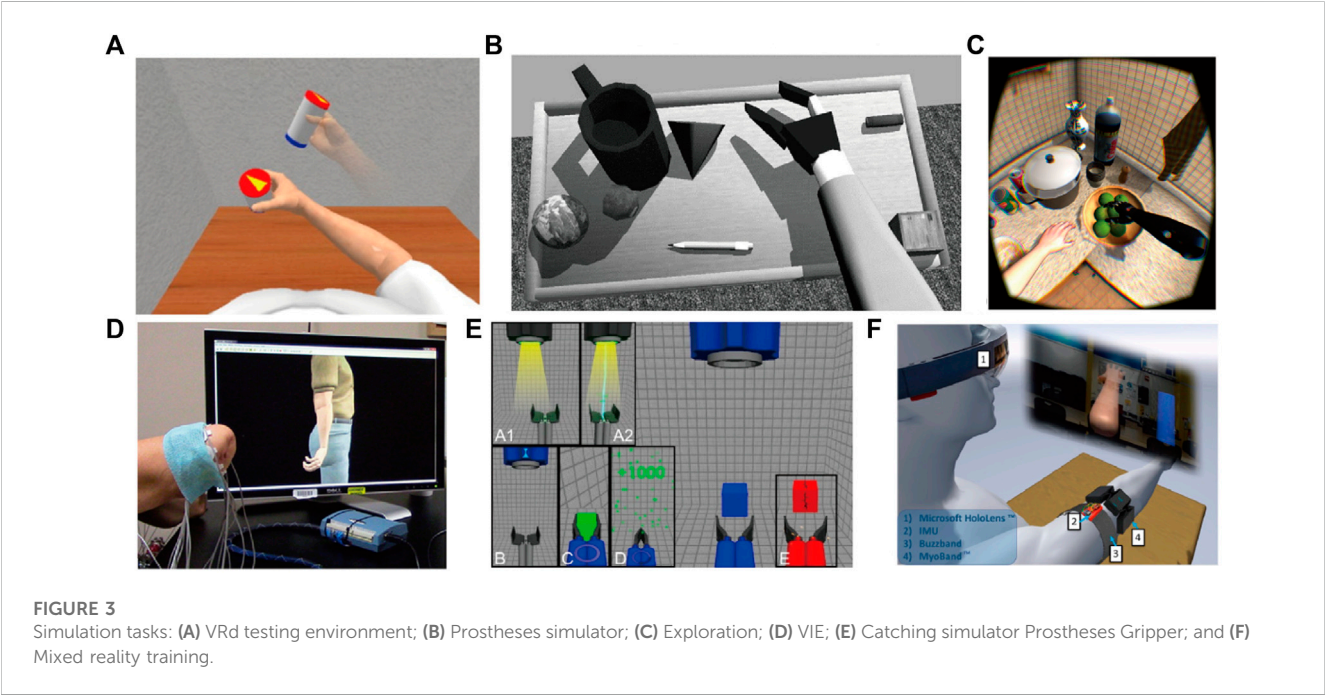 A
B
C
D
E
F
A1
A2
+1000
B
C
D
E
1
2
3
4
1) Microsoft HoloLens™
2) IMU
3) Buzzband
4) MyoBand™
FIGURE 3
Simulation tasks: (A) VRd testing environment; (B) Prostheses simulator; (C) Exploration; (D) VIE; (E) Catching simulator Prostheses Gripper; and (F)
Mixed reality training.